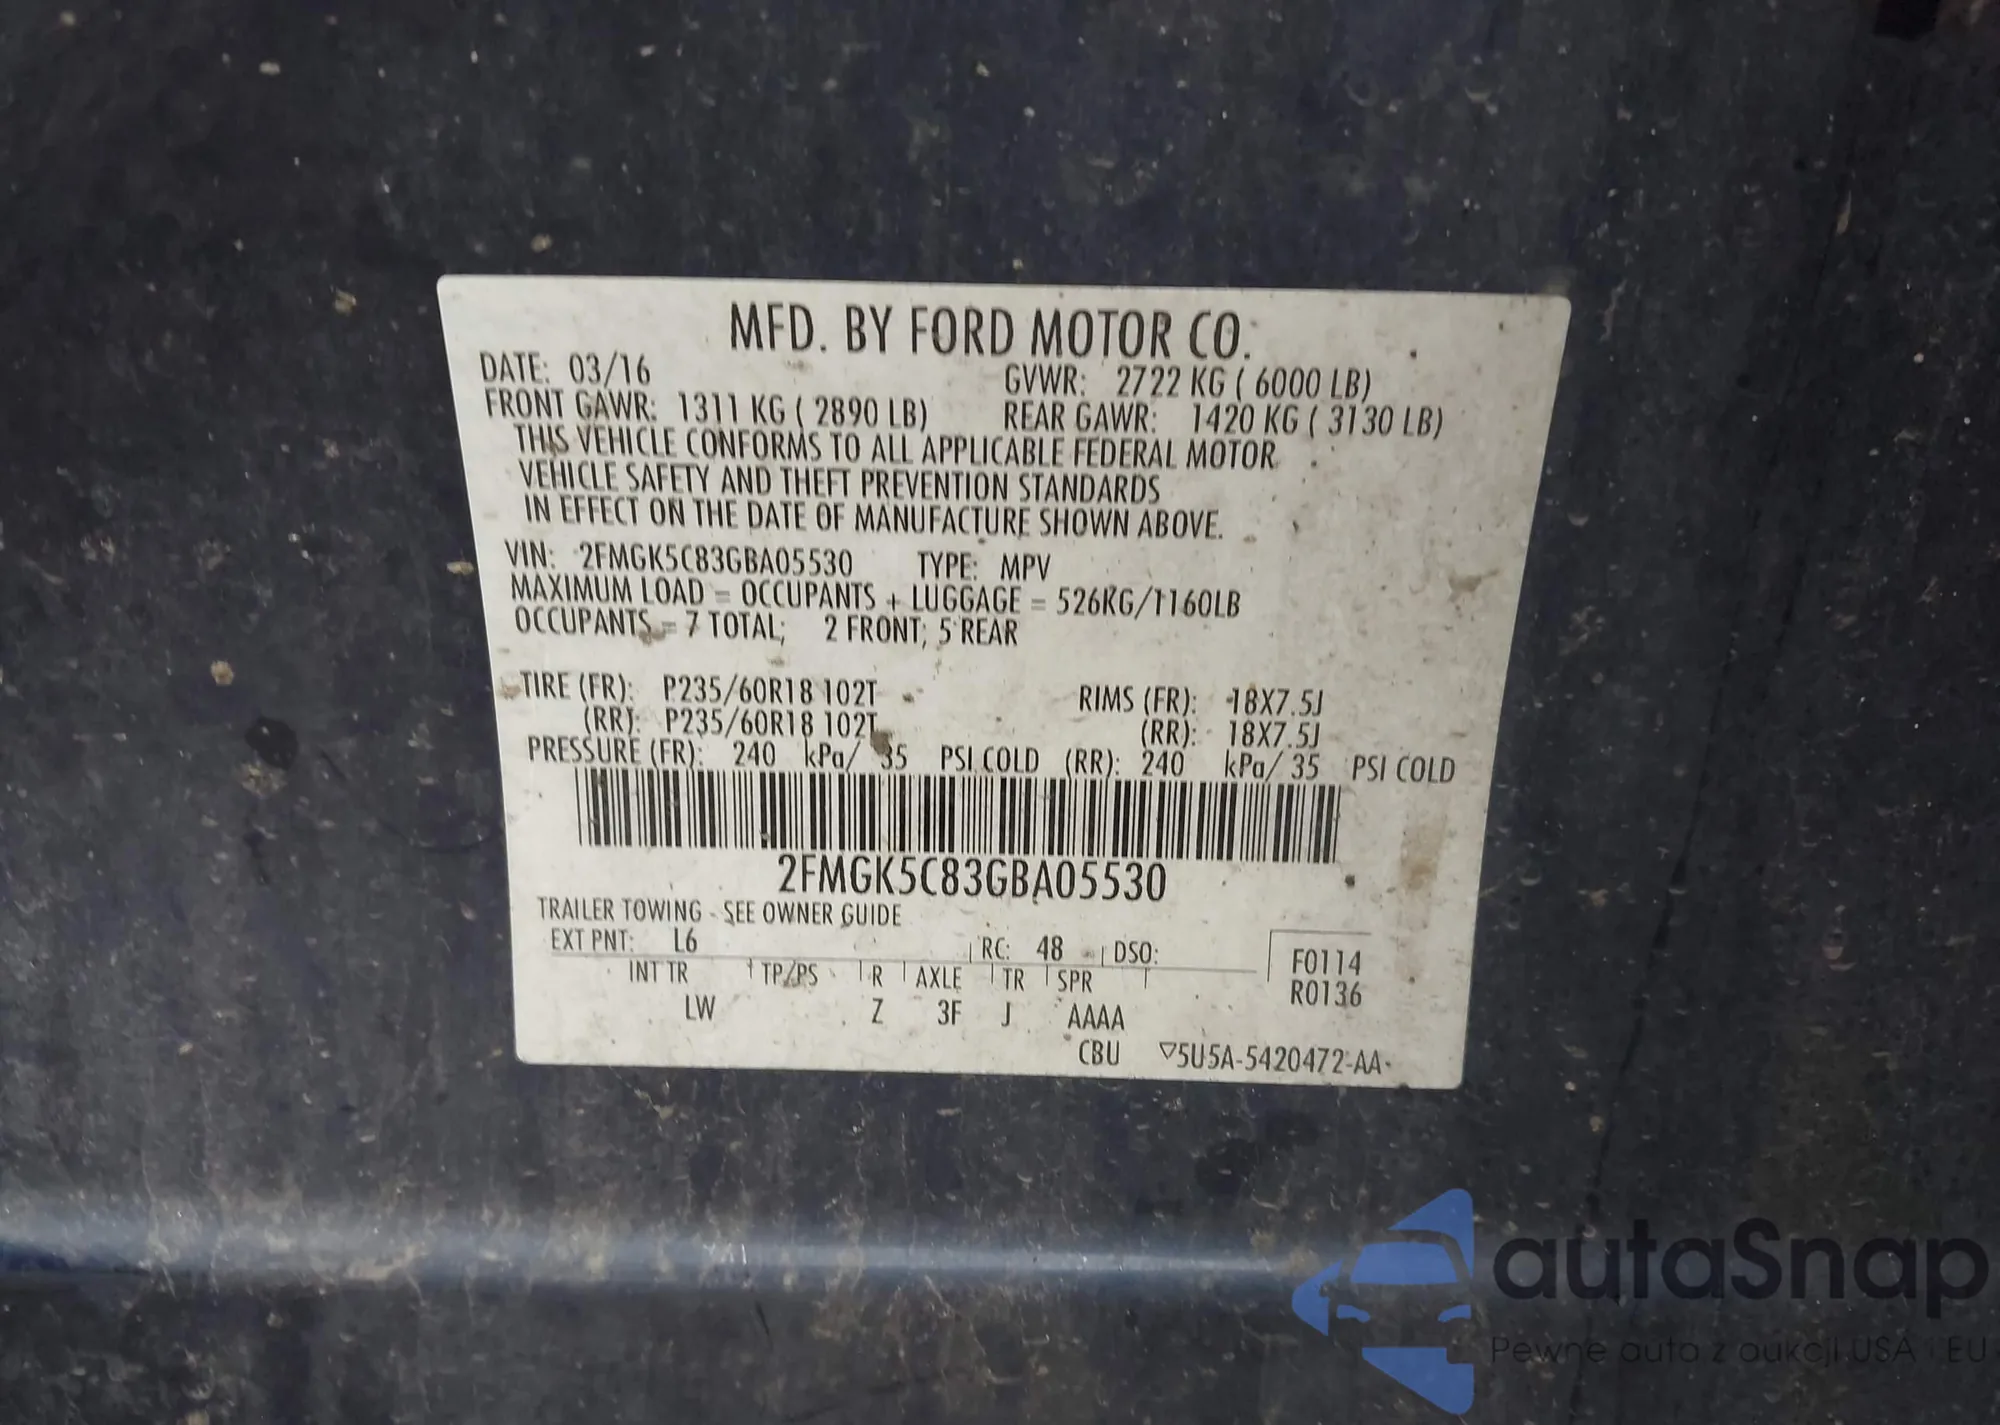 MFD. BY FORD MOTOR CO.
DATE: 03/16 GVWR: 2722 KG ( 6000 LB)
FRONT GAWR: 1311 KG ( 2890 LB) REAR GAWR: 1420 KG ( 3130 LB)
THIS VEHICLE CONFORMS TO ALL APPLICABLE FEDERAL MOTOR
VEHICLE SAFETY AND THEFT PREVENTION STANDARDS
IN EFFECT ON THE DATE OF MANUFACTURE SHOWN ABOVE.
VIN: 2FMGK5C83GBA05530 TYPE: MPV
MAXIMUM LOAD = OCCUPANTS + LUGGAGE = 526KG/1160LB
OCCUPANTS = 7 TOTAL; 2 FRONT; 5 REAR
TIRE (FR): P235/60R18 102T RIMS (FR): 18X7.5J
(RR): P235/60R18 102T (RR): 18X7.5J
PRESSURE (FR): 240 kPa/ 35 PSI COLD (RR): 240 kPa/ 35 PSI COLD
2FMGK5C83GBA05530
TRAILER TOWING - SEE OWNER GUIDE
EXT PNT: L6 RC: 48 DSO: F0114
INT TR TP/PS R AXLE TR SPR R0136
LW Z 3F J AAAA
CBU ▽5U5A-5420472-AA
autaSnap
Pewne auta z aukcji USA i EU